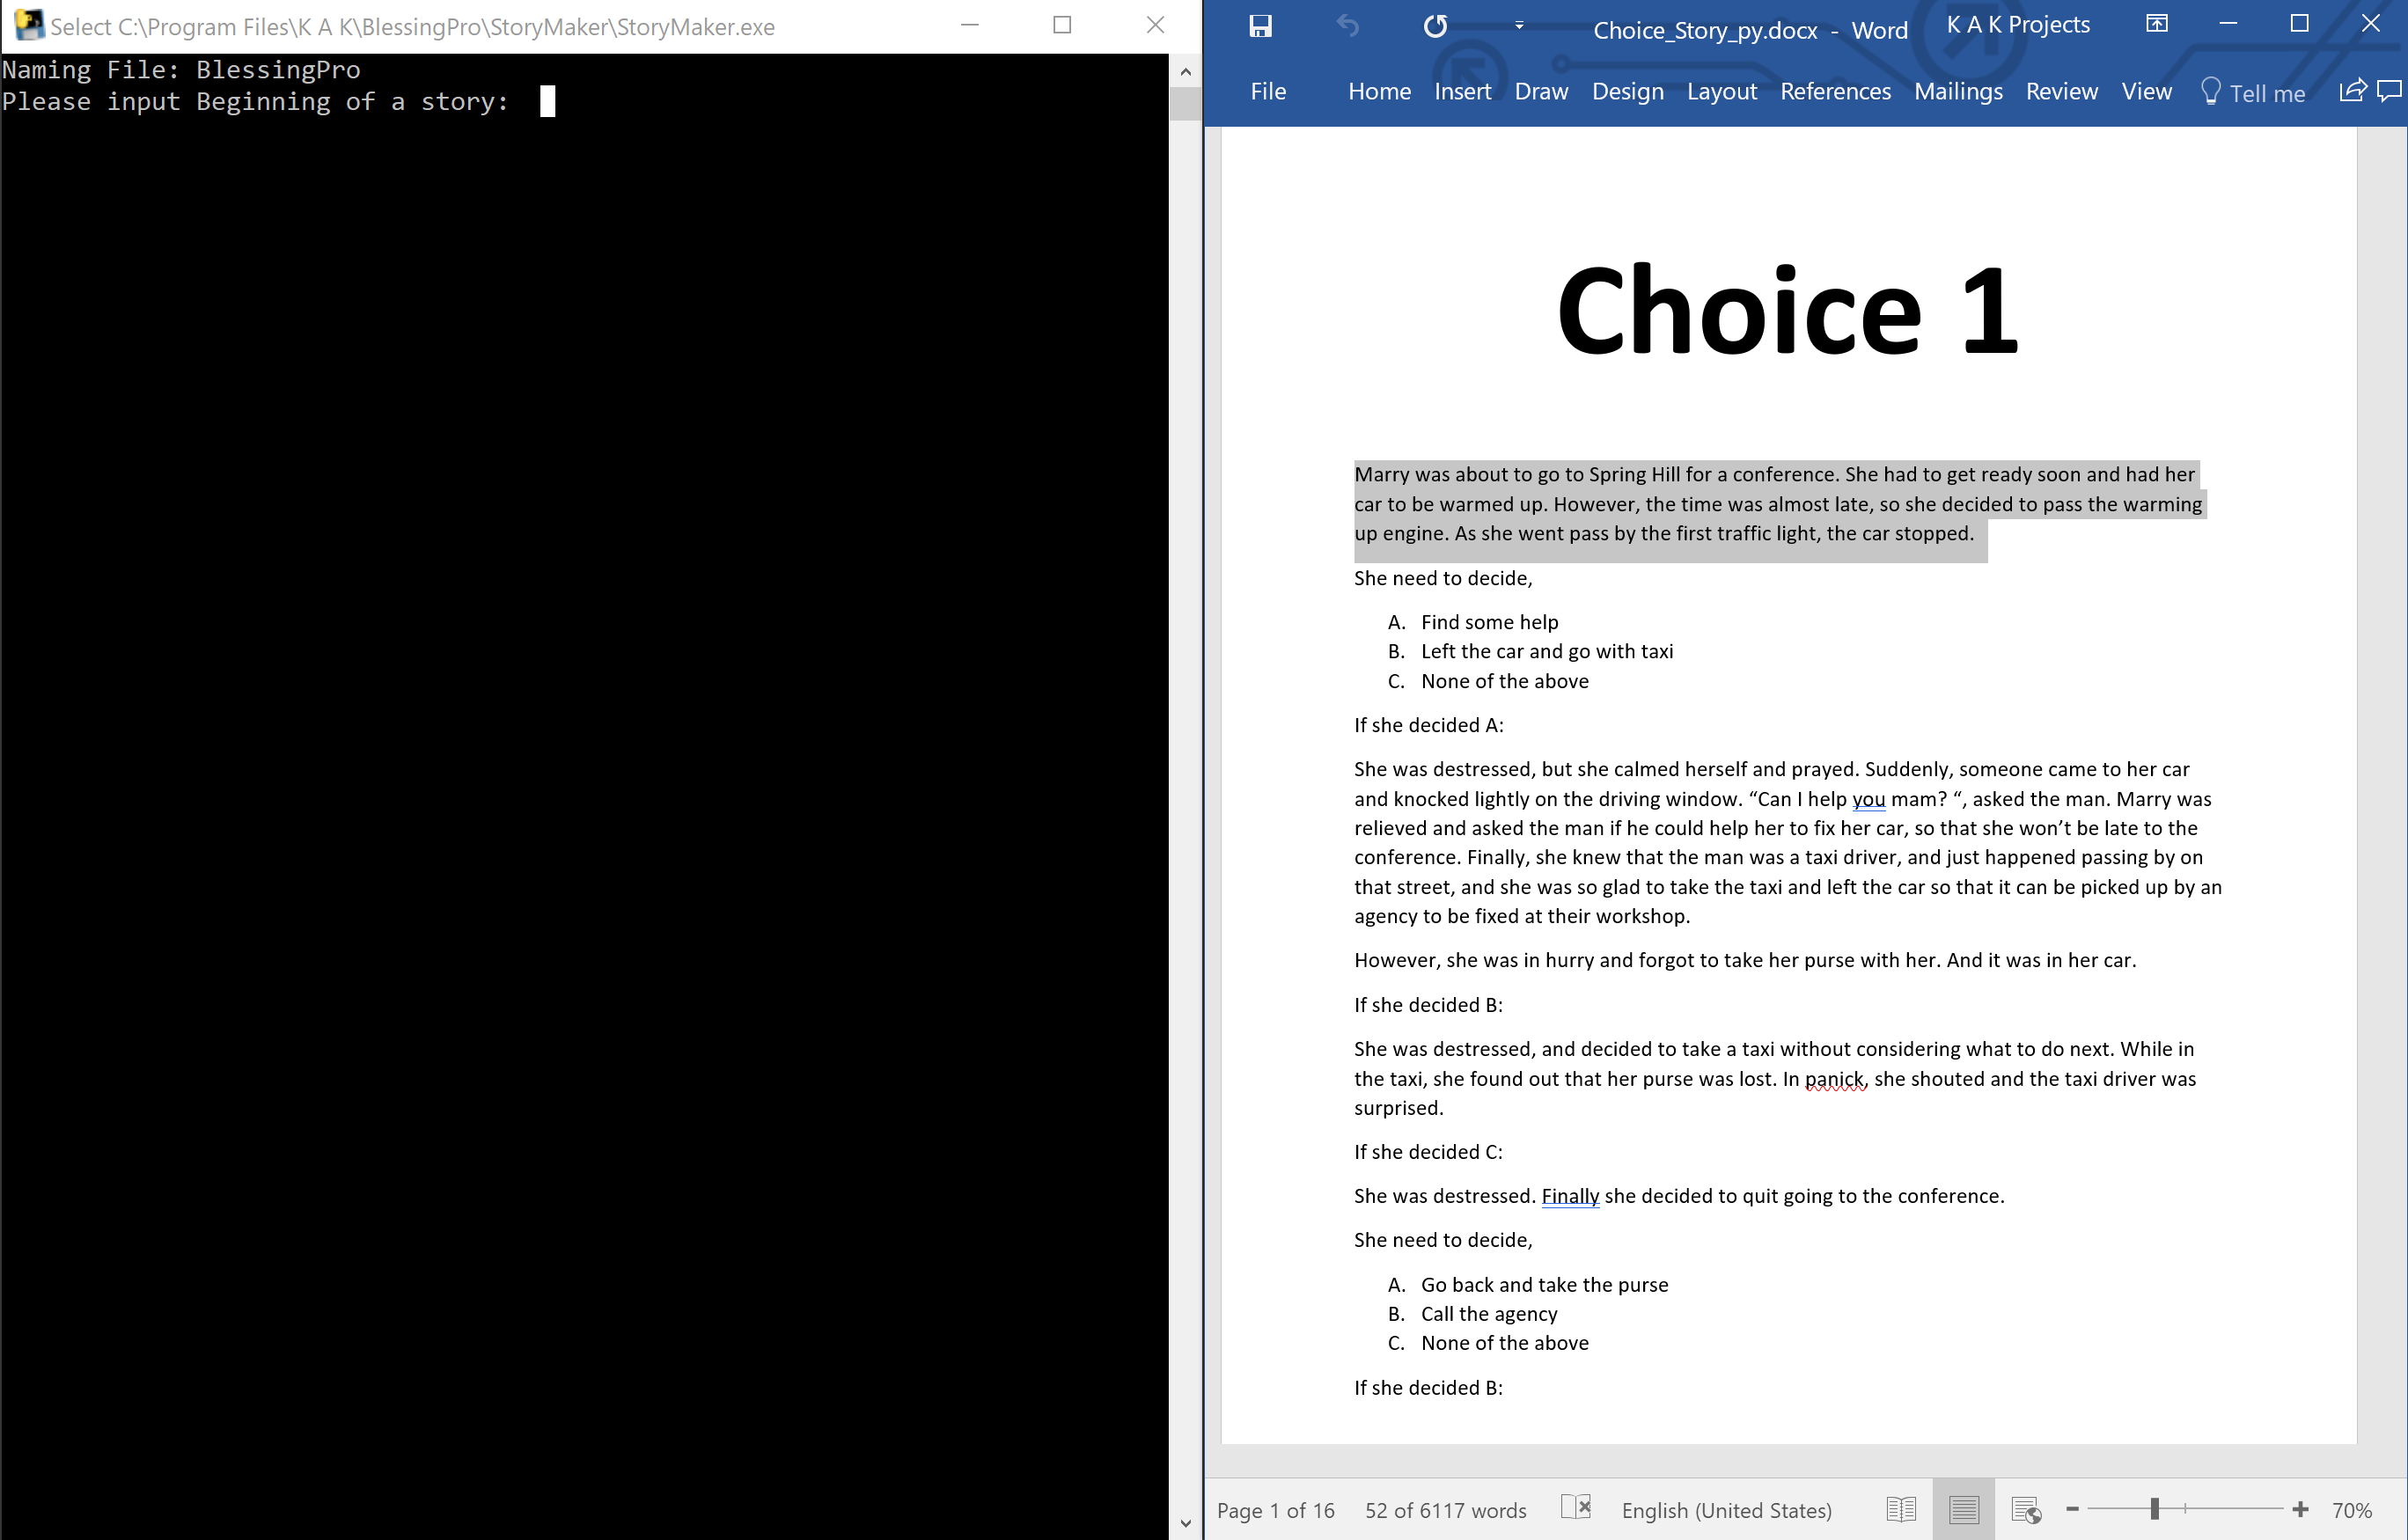 Select C:\Program Files\K A K\BlessingPro\StoryMaker\StoryMaker.exe
Naming File: BlessingPro
Please input Beginning of a story:
Choice_Story_py.docx - Word
K A K Projects
File Home Insert Draw Design Layout References Mailings Review View Tell me
Choice 1
Marry was about to go to Spring Hill for a conference. She had to get ready soon and had her
car to be warmed up. However, the time was almost late, so she decided to pass the warming
up engine. As she went pass by the first traffic light, the car stopped.
She need to decide,
A. Find some help
B. Left the car and go with taxi
C. None of the above
If she decided A:
She was destressed, but she calmed herself and prayed. Suddenly, someone came to her car
and knocked lightly on the driving window. “Can I help you mam? “, asked the man. Marry was
relieved and asked the man if he could help her to fix her car, so that she won’t be late to the
conference. Finally, she knew that the man was a taxi driver, and just happened passing by on
that street, and she was so glad to take the taxi and left the car so that it can be picked up by an
agency to be fixed at their workshop.
However, she was in hurry and forgot to take her purse with her. And it was in her car.
If she decided B:
She was destressed, and decided to take a taxi without considering what to do next. While in
the taxi, she found out that her purse was lost. In panick, she shouted and the taxi driver was
surprised.
If she decided C:
She was destressed. Finally she decided to quit going to the conference.
She need to decide,
A. Go back and take the purse
B. Call the agency
C. None of the above
If she decided B:
Page 1 of 16 52 of 6117 words English (United States) 70%